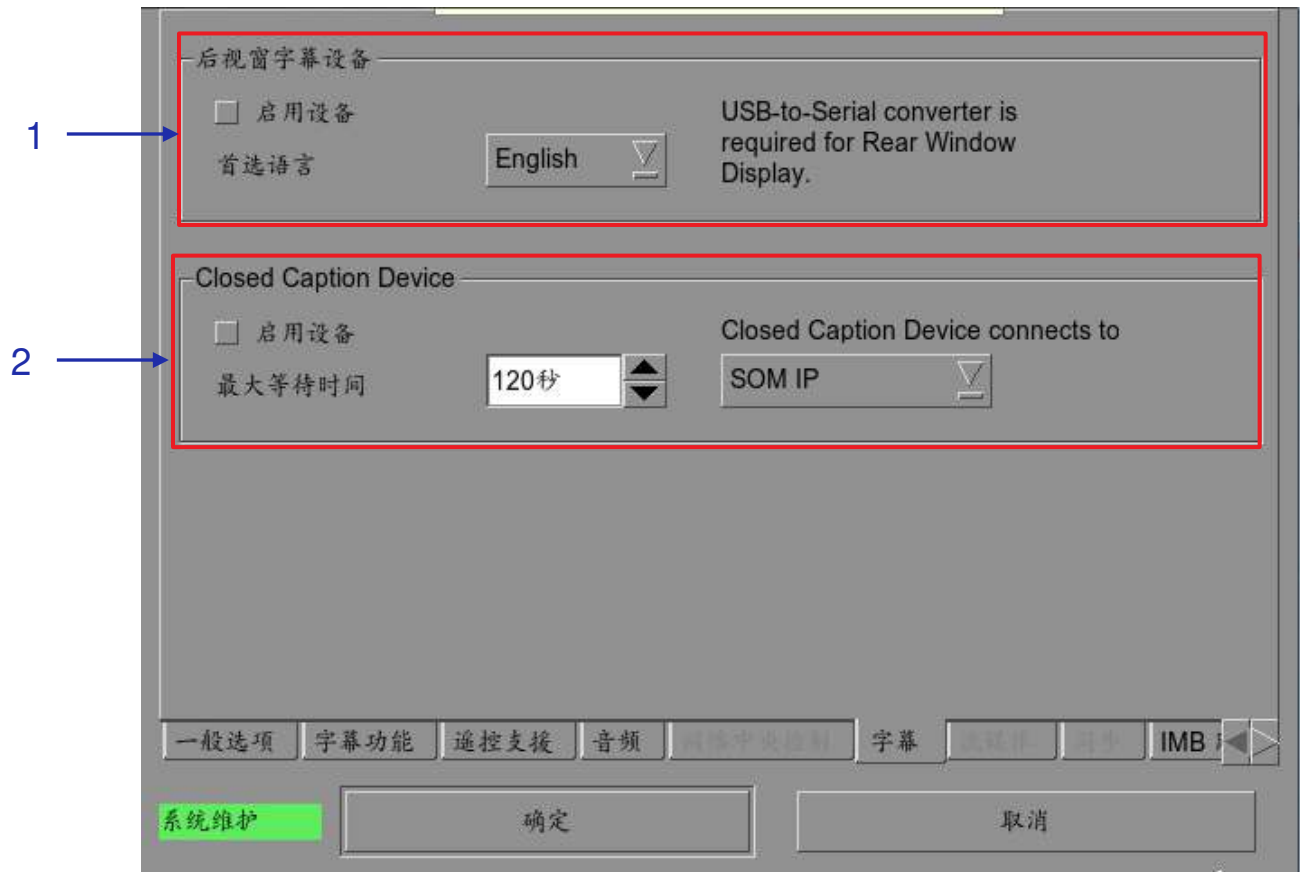 后视窗字幕设备
1
启用设备
首选语言
English
USB-to-Serial converter is
required for Rear Window
Display.
Closed Caption Device
2
启用设备
最大等待时间
120秒
Closed Caption Device connects to
SOM IP
一般选项 字幕功能 遥控支援 音频 字幕 IMB
系统维护 确定 取消